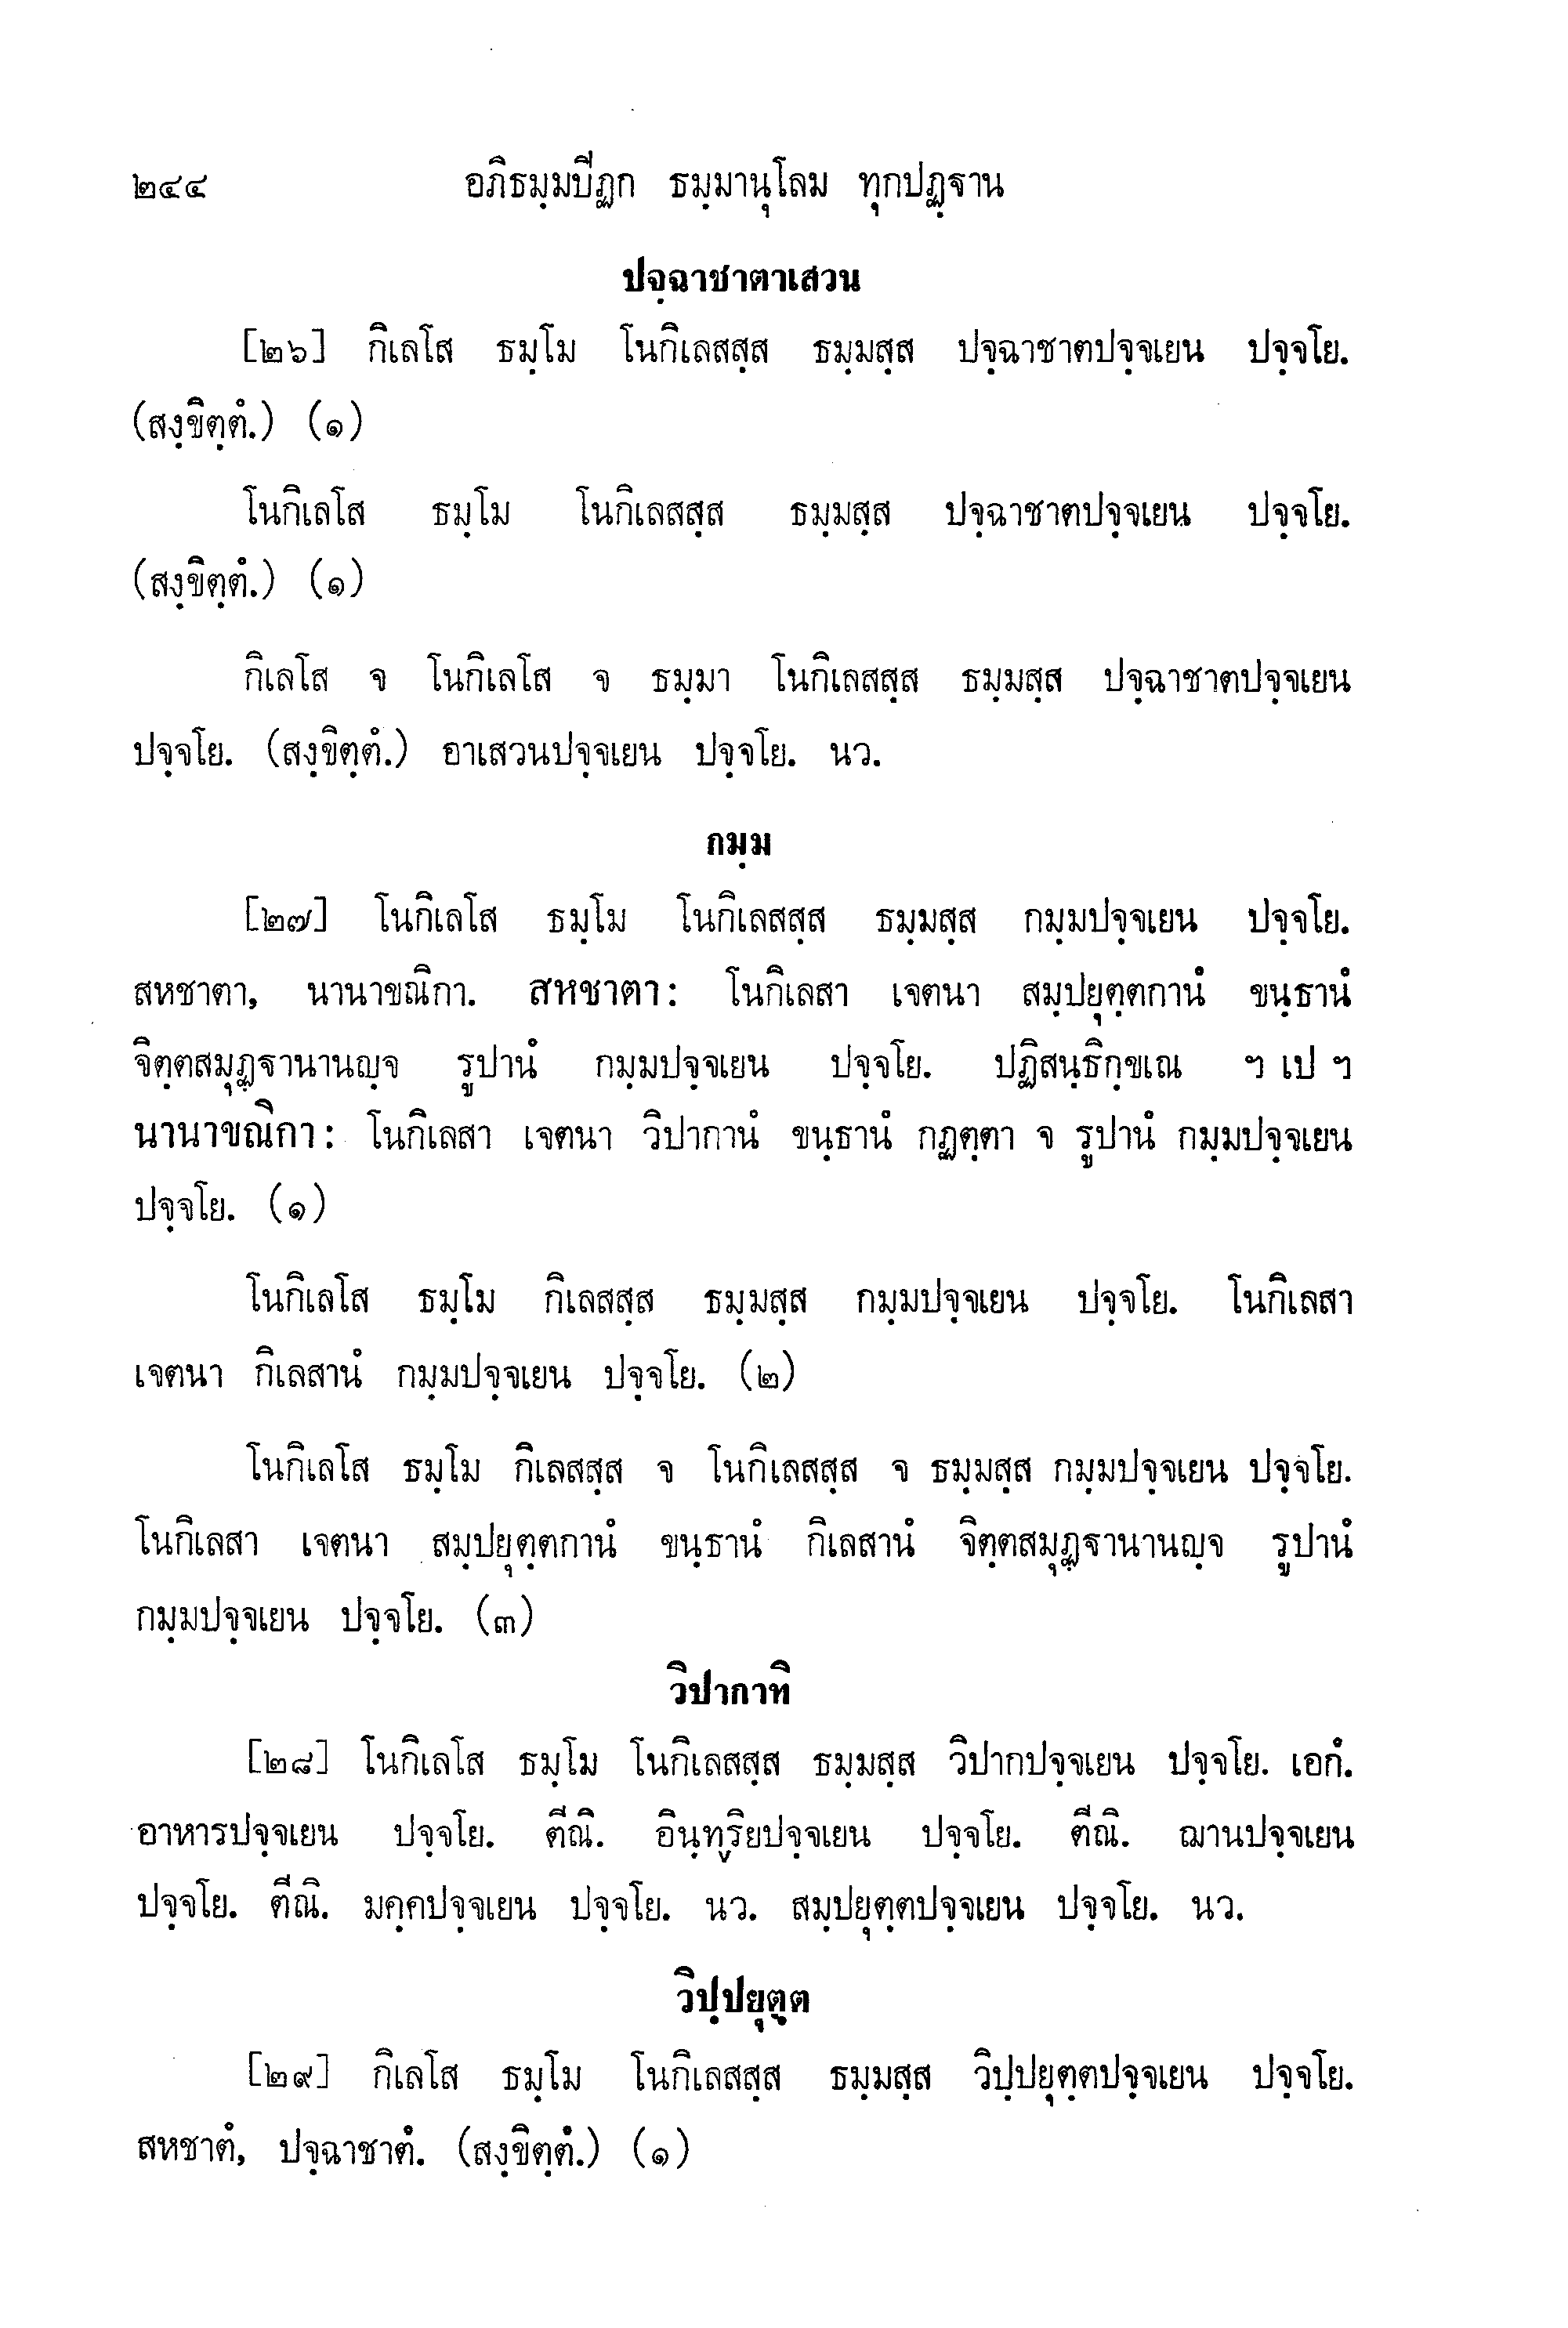 ๒๔๔ อภิธมฺมปิฏก ธมฺมานุโลม ทุกปฏฺฐาน
ปจฺฉาชาตาเสวน
[๒๖] กิเลโส ธมฺโม โนกิเลสสฺส ธมฺมสฺส ปจฺฉาชาตปจฺจเยน ปจฺจโย.
(สงฺขิตฺตํ.) (๑)
โนกิเลโส ธมฺโม โนกิเลสสฺส ธมฺมสฺส ปจฺฉาชาตปจฺจเยน ปจฺจโย.
(สงฺขิตฺตํ.) (๑)
กิเลโส จ โนกิเลโส จ ธมฺมา โนกิเลสสฺส ธมฺมสฺส ปจฺฉาชาตปจฺจเยน
ปจฺจโย. (สงฺขิตฺตํ.) อาเสวนปจฺจเยน ปจฺจโย. นว.
กมฺม
[๒๗] โนกิเลโส ธมฺโม โนกิเลสสฺส ธมฺมสฺส กมฺมปจฺจเยน ปจฺจโย.
สหชาตา, นานาขณิกา. สหชาตา: โนกิเลสา เจตนา สมฺปยุตฺตกานํ ขนฺธานํ
จิตฺตสมุฏฺฐานานญฺจ รูปานํ กมฺมปจฺจเยน ปจฺจโย. ปฏิสนฺธิกฺขเณ ฯ เป ฯ
นานาขณิกา: โนกิเลสา เจตนา วิปากานํ ขนฺธานํ กฏตฺตา จ รูปานํ กมฺมปจฺจเยน
ปจฺจโย. (๑)
โนกิเลโส ธมฺโม กิเลสสฺส ธมฺมสฺส กมฺมปจฺจเยน ปจฺจโย. โนกิเลสา
เจตนา กิเลสานํ กมฺมปจฺจเยน ปจฺจโย. (๒)
โนกิเลโส ธมฺโม กิเลสสฺส จ โนกิเลสสฺส จ ธมฺมสฺส กมฺมปจฺจเยน ปจฺจโย.
โนกิเลสา เจตนา สมฺปยุตฺตกานํ ขนฺธานํ กิเลสานํ จิตฺตสมุฏฺฐานานญฺจ รูปานํ
กมฺมปจฺจเยน ปจฺจโย. (๓)
วิปากาทิ
[๒๘] โนกิเลโส ธมฺโม โนกิเลสสฺส ธมฺมสฺส วิปากปจฺจเยน ปจฺจโย. เอกํ.
อาหารปจฺจเยน ปจฺจโย. ตีณิ. อินฺทฺริยปจฺจเยน ปจฺจโย. ตีณิ. ฌานปจฺจเยน
ปจฺจโย. ตีณิ. มคฺคปจฺจเยน ปจฺจโย. นว. สมฺปยุตฺตปจฺจเยน ปจฺจโย. นว.
วิปฺปยุตฺต
[๒๙] กิเลโส ธมฺโม โนกิเลสสฺส ธมฺมสฺส วิปฺปยุตฺตปจฺจเยน ปจฺจโย.
สหชาตํ, ปจฺฉาชาตํ. (สงฺขิตฺตํ.) (๑)